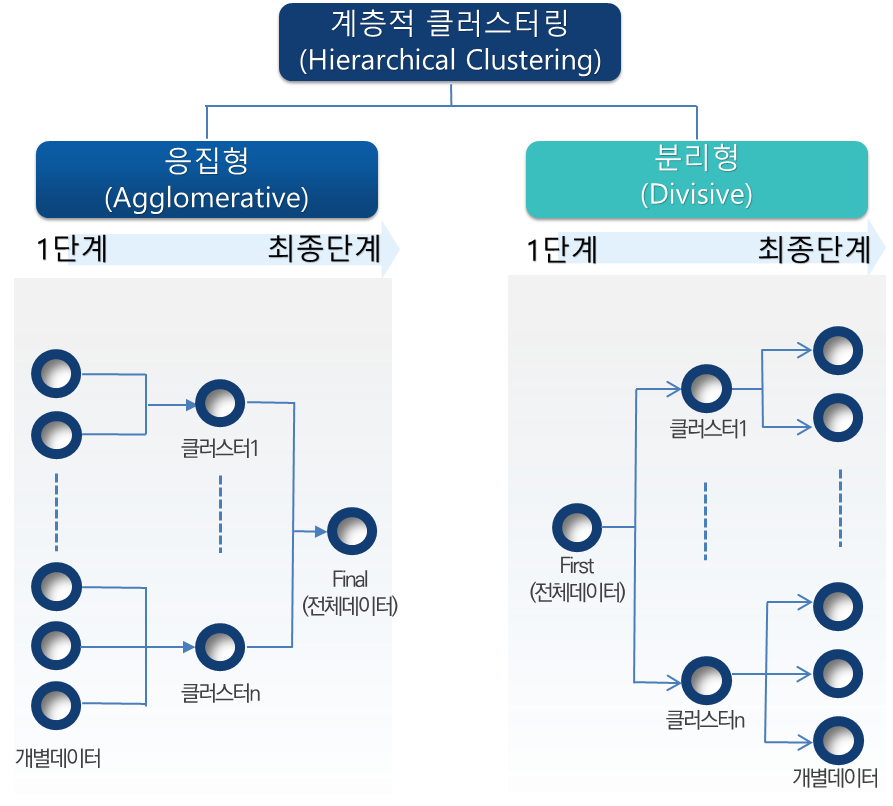 계층적 클러스터링
(Hierarchical Clustering)
응집형
(Agglomerative)
1단계
최종단계
클러스터1
Final
(전체데이터)
클러스터n
개별데이터
분리형
(Divisive)
1단계
최종단계
클러스터1
First
(전체데이터)
클러스터n
개별데이터